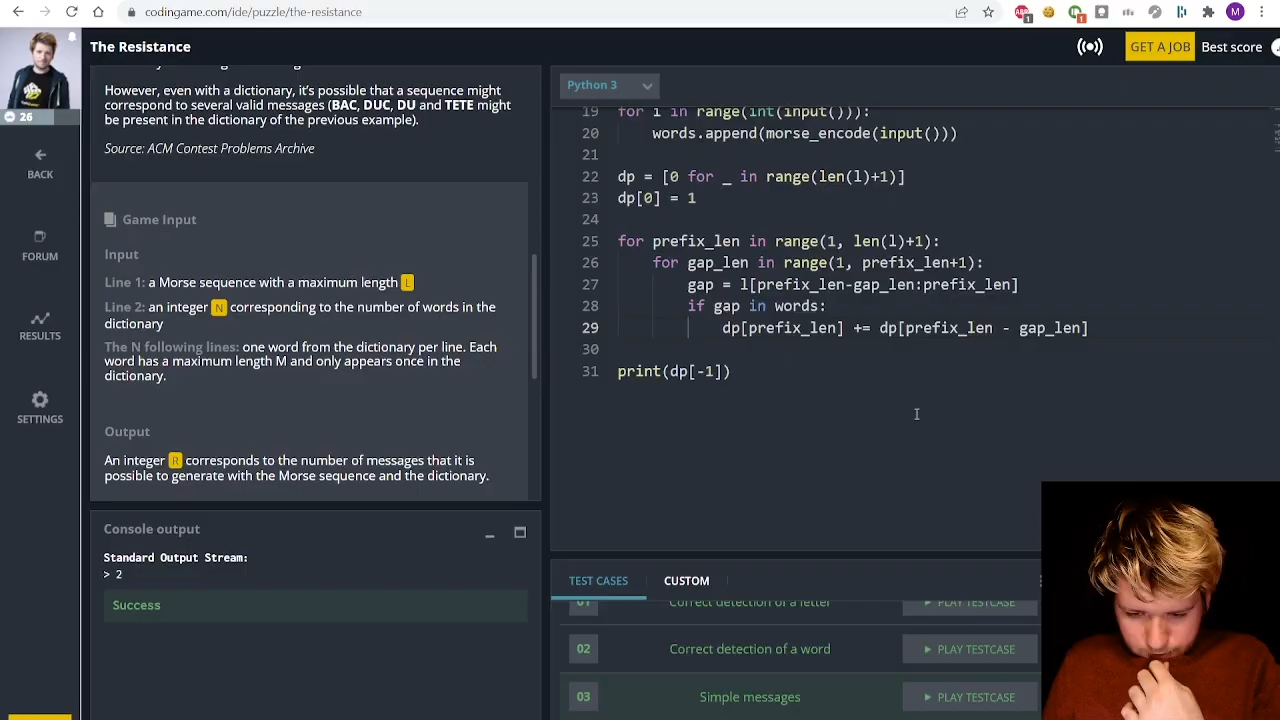 codingame.com/ide/puzzle/the-resistance
1
1
M
The Resistance
GET A JOB
Best score
26
BACK
FORUM
RESULTS
SETTINGS
However, even with a dictionary, it's possible that a sequence might
correspond to several valid messages (BAC, DUC, DU and TETE might
be present in the dictionary of the previous example).
Source: ACM Contest Problems Archive
Game Input
Input
Line 1: a Morse sequence with a maximum length L
Line 2: an integer N corresponding to the number of words in the
dictionary
The N following lines: one word from the dictionary per line. Each
word has a maximum length M and only appears once in the
dictionary.
Output
An integer R corresponds to the number of messages that it is
possible to generate with the Morse sequence and the dictionary.
Console output
Standard Output Stream:
> 2
Success
Python 3
19 for i in range(int(input())):
20 words.append(morse_encode(input()))
21
22 dp = [0 for _ in range(len(l)+1)]
23 dp[0] = 1
24
25 for prefix_len in range(1, len(l)+1):
26 for gap_len in range(1, prefix_len+1):
27 gap = l[prefix_len-gap_len:prefix_len]
28 if gap in words:
29 dp[prefix_len] += dp[prefix_len - gap_len]
30
31 print(dp[-1])
TEST CASES
CUSTOM
01 Correct detection of a letter PLAY TESTCASE
02 Correct detection of a word PLAY TESTCASE
03 Simple messages PLAY TESTCASE